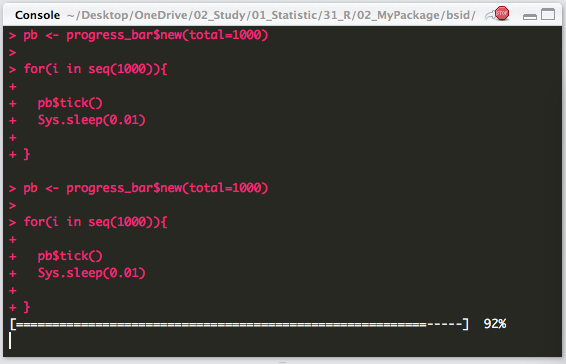 Console ~/Desktop/OneDrive/02_Study/01_Statistic/31_R/02_MyPackage/bsid/ STOP
> pb <- progress_bar$new(total=1000)
>
> for(i in seq(1000)){
+
+   pb$tick()
+   Sys.sleep(0.01)
+
+ }
> pb <- progress_bar$new(total=1000)
>
> for(i in seq(1000)){
+
+   pb$tick()
+   Sys.sleep(0.01)
+
+ }
[=========================================================-----]  92%